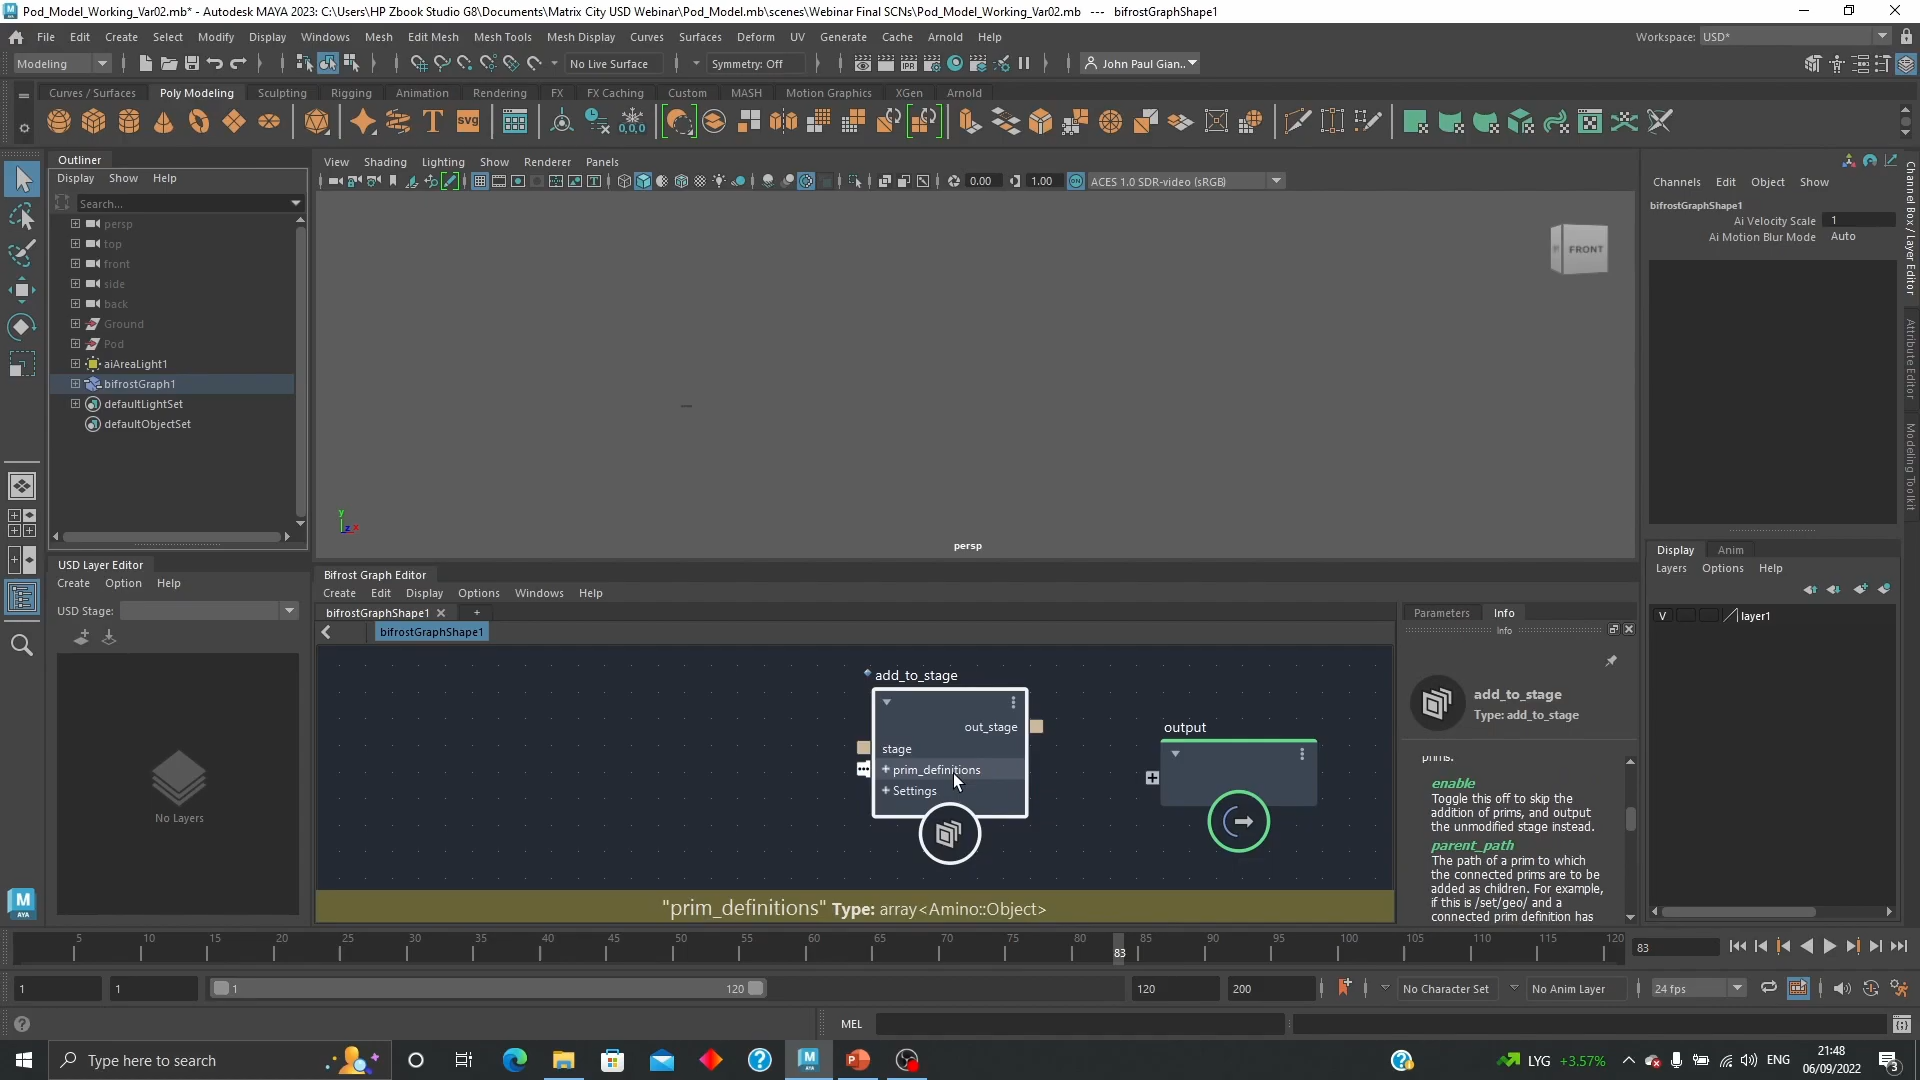 Pod_Model_Working_Var02.mb* - Autodesk MAYA 2023: C:\Users\HP Zbook Studio G8\Documents\Matrix City USD Webinar\Pod_Model.mb\scenes\Webinar Final SCNs\Pod_Model_Working_Var02.mb --- bifrostGraphShape1
File Edit Create Select Modify Display Windows Mesh Edit Mesh Mesh Tools Mesh Display Curves Surfaces Deform UV Generate Cache Arnold Help Workspace: USD*
Modeling No Live Surface Symmetry: Off John Paul Gian..
Curves / Surfaces Poly Modeling Sculpting Rigging Animation Rendering FX FX Caching Custom MASH Motion Graphics XGen Arnold
Outliner
Display Show Help
Search...
persp
top
front
side
back
Ground
Pod
aiAreaLight1
bifrostGraph1
defaultLightSet
defaultObjectSet
View Shading Lighting Show Renderer Panels
0.00 1.00 ACES 1.0 SDR-video (sRGB)
FRONT
persp
Channels Edit Object Show
bifrostGraphShape1
Ai Velocity Scale 1
Ai Motion Blur Mode Auto
Channel Box / Layer Editor
Attribute Editor
Modeling Toolkit
USD Layer Editor
Create Option Help
USD Stage:
No Layers
Bifrost Graph Editor
Create Edit Display Options Windows Help
bifrostGraphShape1
bifrostGraphShape1
add_to_stage
out_stage
stage
prim_definitions
Settings
output
"prim_definitions" Type: array<Amino::Object>
Parameters Info
Info
add_to_stage
Type: add_to_stage
prims.
enable
Toggle this off to skip the
addition of prims, and output
the unmodified stage instead.
parent_path
The path of a prim to which
the connected prims are to be
added as children. For example,
if this is /set/geo/ and a
connected prim definition has
Display Anim
Layers Options Help
V layer1
5 10 15 20 25 30 35 40 45 50 55 60 65 70 75 80 85 90 95 100 105 110 115 120
83
83
1 1 1 120 120 200 No Character Set No Anim Layer 24 fps
MEL
Type here to search
LYG +3.57% ENG
21:48
06/09/2022
3